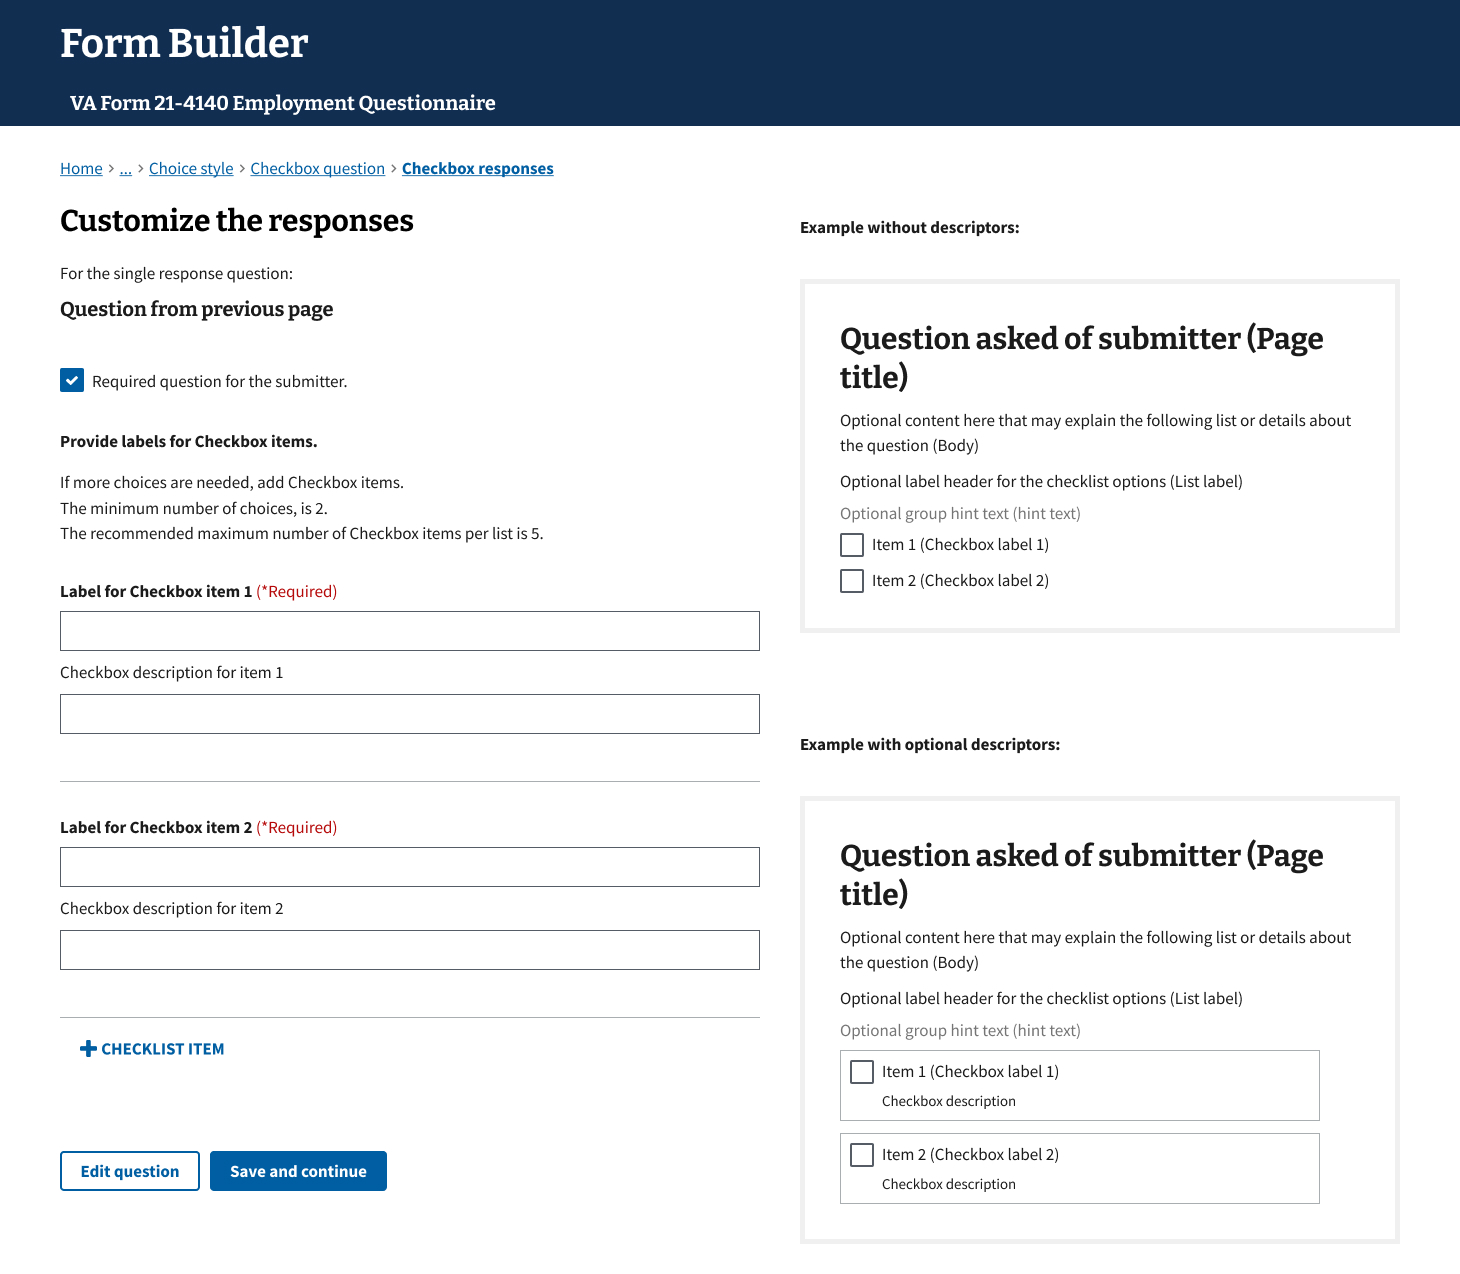 Form Builder
VA Form 21-4140 Employment Questionnaire
Home > ... > Choice style > Checkbox question > Checkbox responses
Customize the responses
For the single response question:
Question from previous page
Required question for the submitter.
Provide labels for Checkbox items.
If more choices are needed, add Checkbox items.
The minimum number of choices, is 2.
The recommended maximum number of Checkbox items per list is 5.
Label for Checkbox item 1 (*Required)
Checkbox description for item 1
Label for Checkbox item 2 (*Required)
Checkbox description for item 2
CHECKLIST ITEM
Edit question
Save and continue
Example without descriptors:
Question asked of submitter (Page
title)
Optional content here that may explain the following list or details about
the question (Body)
Optional label header for the checklist options (List label)
Optional group hint text (hint text)
Item 1 (Checkbox label 1)
Item 2 (Checkbox label 2)
Example with optional descriptors:
Question asked of submitter (Page
title)
Optional content here that may explain the following list or details about
the question (Body)
Optional label header for the checklist options (List label)
Optional group hint text (hint text)
Item 1 (Checkbox label 1)
Checkbox description
Item 2 (Checkbox label 2)
Checkbox description